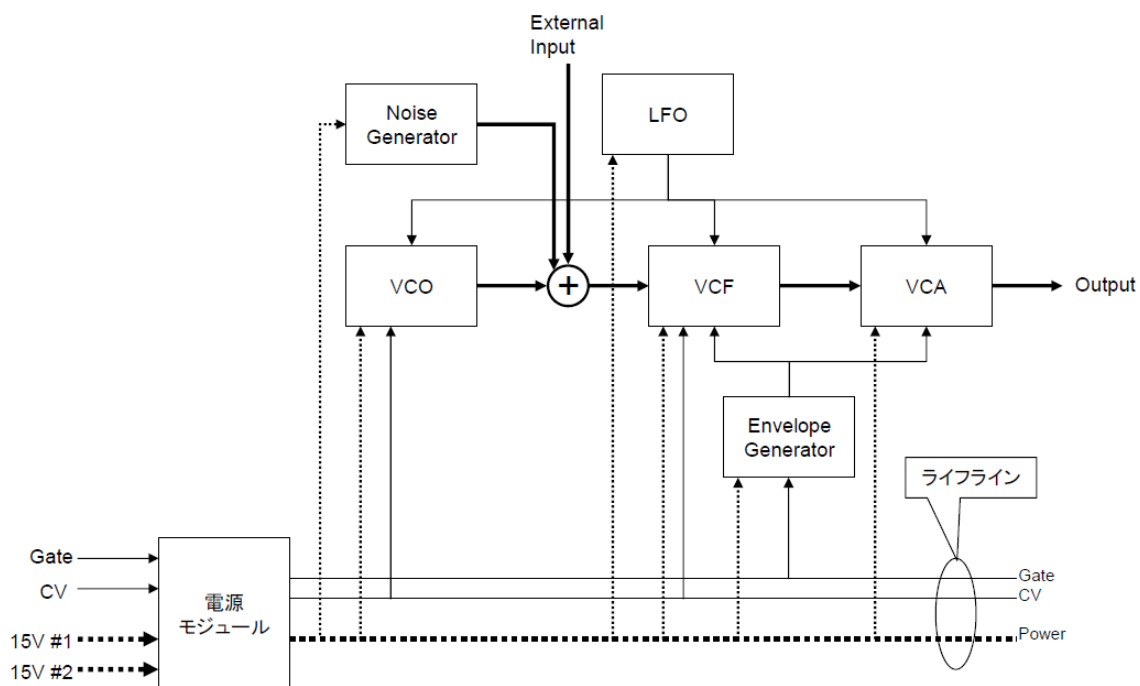 External
Input
Noise
Generator
LFO
VCO
+
VCF
VCA
Output
Envelope
Generator
ライフライン
Gate
CV
15V #1
15V #2
電源
モジュール
Gate
CV
Power